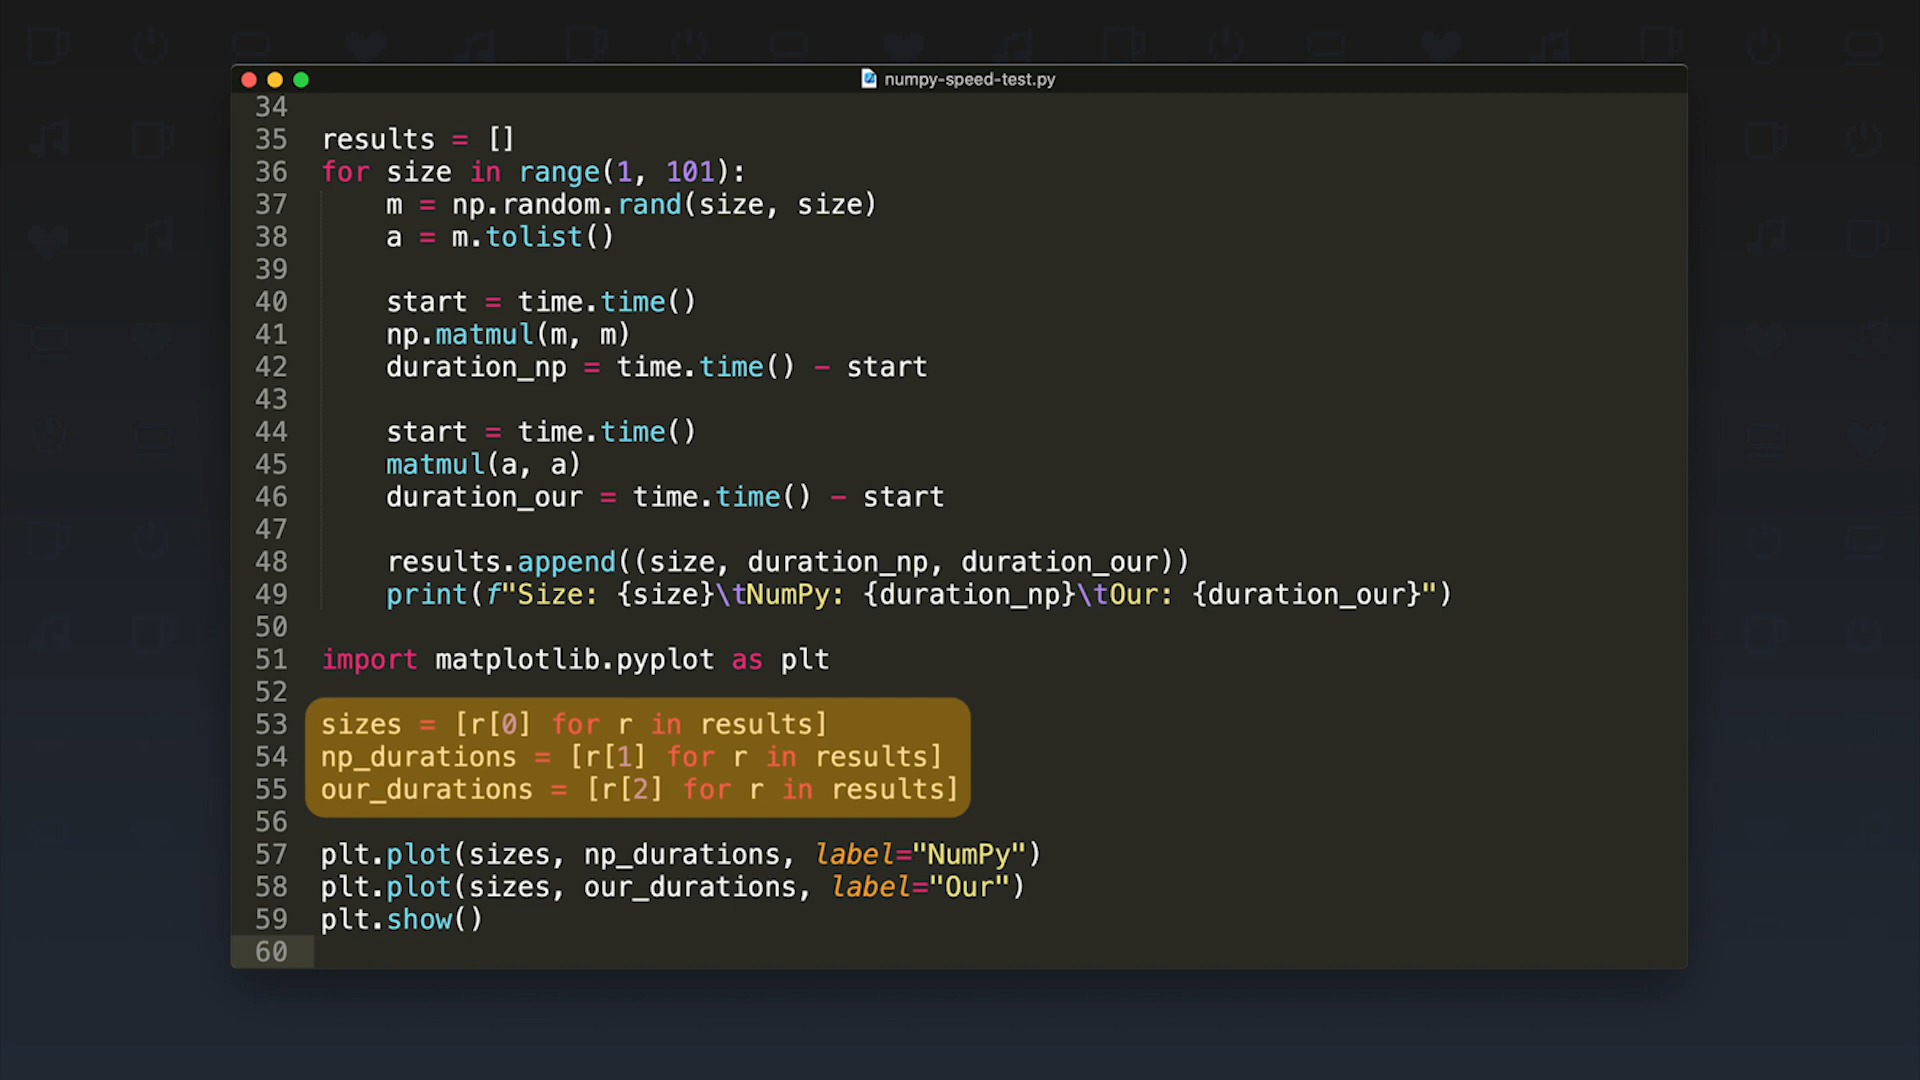 numpy-speed-test.py
34
35 results = []
36 for size in range(1, 101):
37     m = np.random.rand(size, size)
38     a = m.tolist()
39
40     start = time.time()
41     np.matmul(m, m)
42     duration_np = time.time() - start
43
44     start = time.time()
45     matmul(a, a)
46     duration_our = time.time() - start
47
48     results.append((size, duration_np, duration_our))
49     print(f"Size: {size}\tNumPy: {duration_np}\tOur: {duration_our}")
50
51 import matplotlib.pyplot as plt
52
53 sizes = [r[0] for r in results]
54 np_durations = [r[1] for r in results]
55 our_durations = [r[2] for r in results]
56
57 plt.plot(sizes, np_durations, label="NumPy")
58 plt.plot(sizes, our_durations, label="Our")
59 plt.show()
60